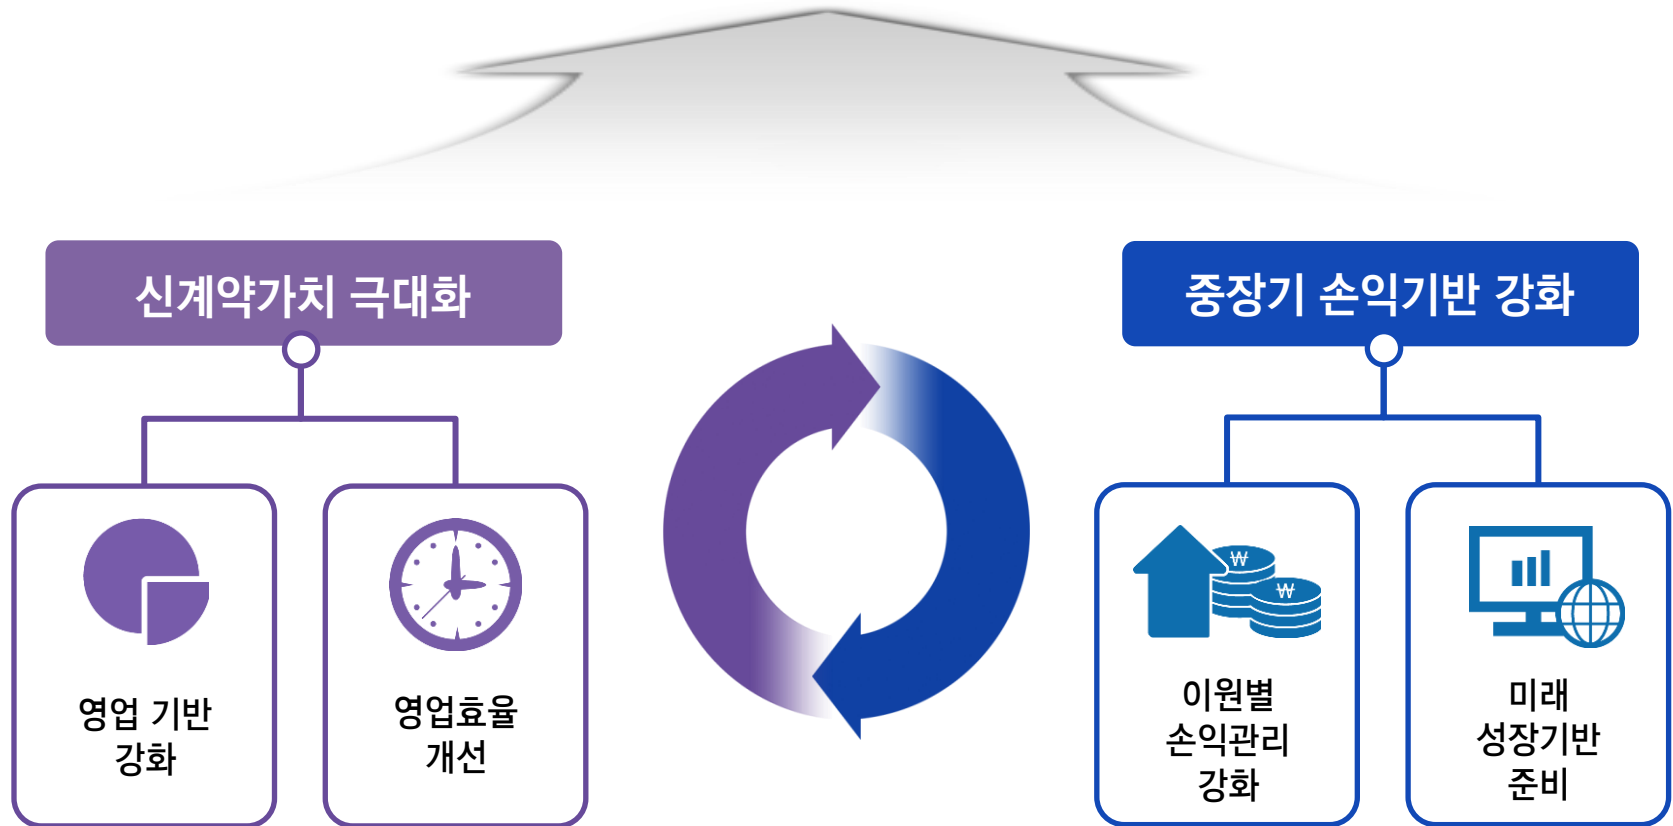 신계약가치 극대화
중장기 손익기반 강화
영업 기반
강화
영업효율
개선
₩
₩
이원별
손익관리
강화
미래
성장기반
준비